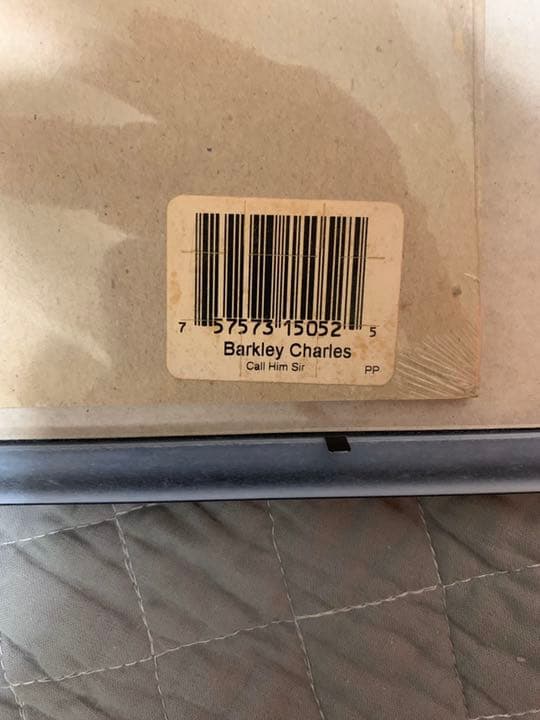 7 57573 15052 5
Barkley Charles
Call Him Sir
PP